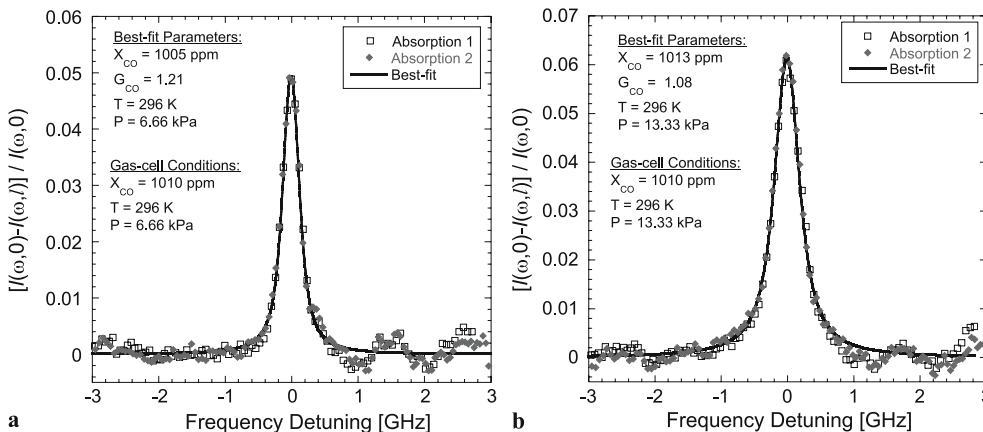 0.06
0.05
0.04
0.03
0.02
0.01
0
[I(ω,0)-I(ω,l)] / I(ω,0)
Best-fit Parameters:
X_CO = 1005 ppm
G_CO = 1.21
T = 296 K
P = 6.66 kPa
Gas-cell Conditions:
X_CO = 1010 ppm
T = 296 K
P = 6.66 kPa
Absorption 1
Absorption 2
Best-fit
-3 -2 -1 0 1 2 3
Frequency Detuning [GHz]
a
0.07
0.06
0.05
0.04
0.03
0.02
0.01
0
[I(ω,0)-I(ω,l)] / I(ω,0)
Best-fit Parameters:
X_CO = 1013 ppm
G_CO = 1.08
T = 296 K
P = 13.33 kPa
Gas-cell Conditions:
X_CO = 1010 ppm
T = 296 K
P = 13.33 kPa
Absorption 1
Absorption 2
Best-fit
-3 -2 -1 0 1 2 3
Frequency Detuning [GHz]
b